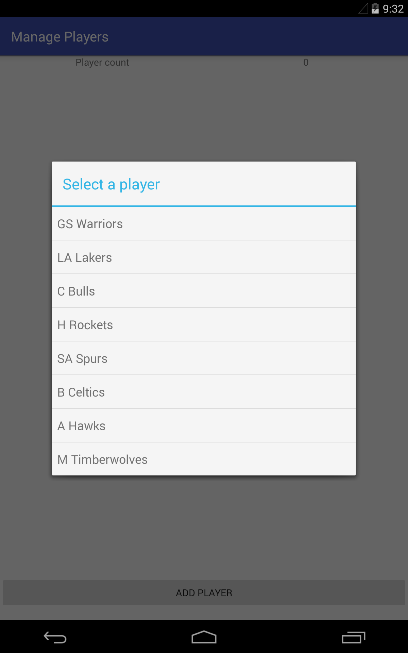 9:32
Manage Players
Player count 0
Select a player
GS Warriors
LA Lakers
C Bulls
H Rockets
SA Spurs
B Celtics
A Hawks
M Timberwolves
ADD PLAYER